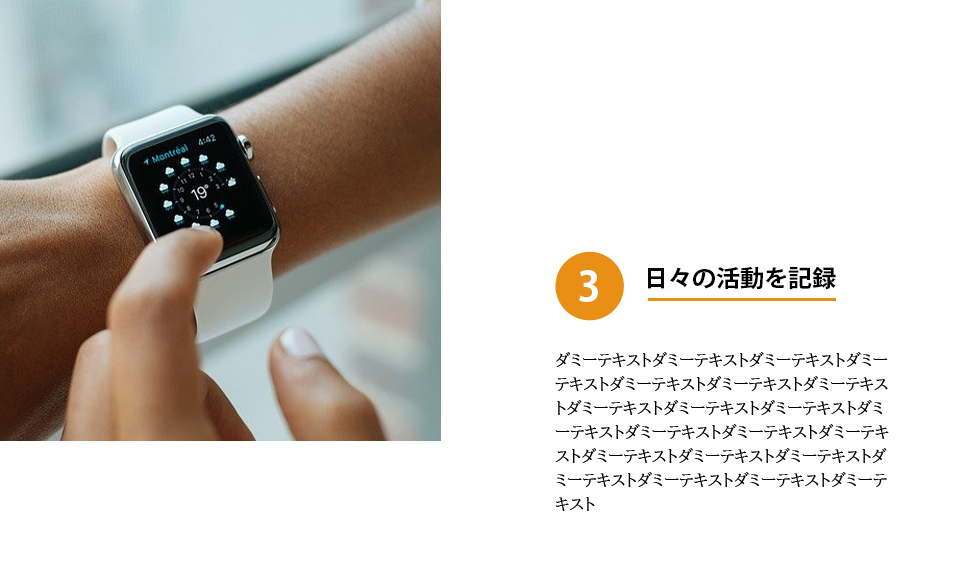 Montréal 4:42
19°
3
日々の活動を記録
ダミーテキストダミーテキストダミーテキストダミー
テキストダミーテキストダミーテキストダミーテキス
トダミーテキストダミーテキストダミーテキストダミ
ーテキストダミーテキストダミーテキストダミーテキ
ストダミーテキストダミーテキストダミーテキストダ
ミーテキストダミーテキストダミーテキストダミーテ
キスト